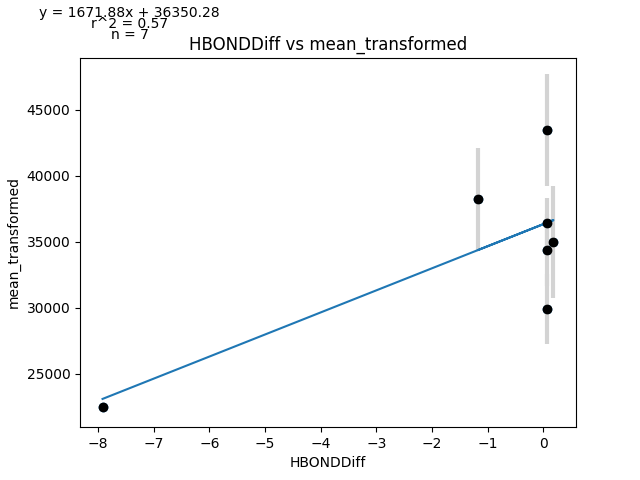 y = 1671.88x + 36350.28
r^2 = 0.57
n = 7
HBONDDiff vs mean_transformed
45000
40000
35000
30000
25000
mean_transformed
−8
−7
−6
−5
−4
−3
−2
−1
0
HBONDDiff